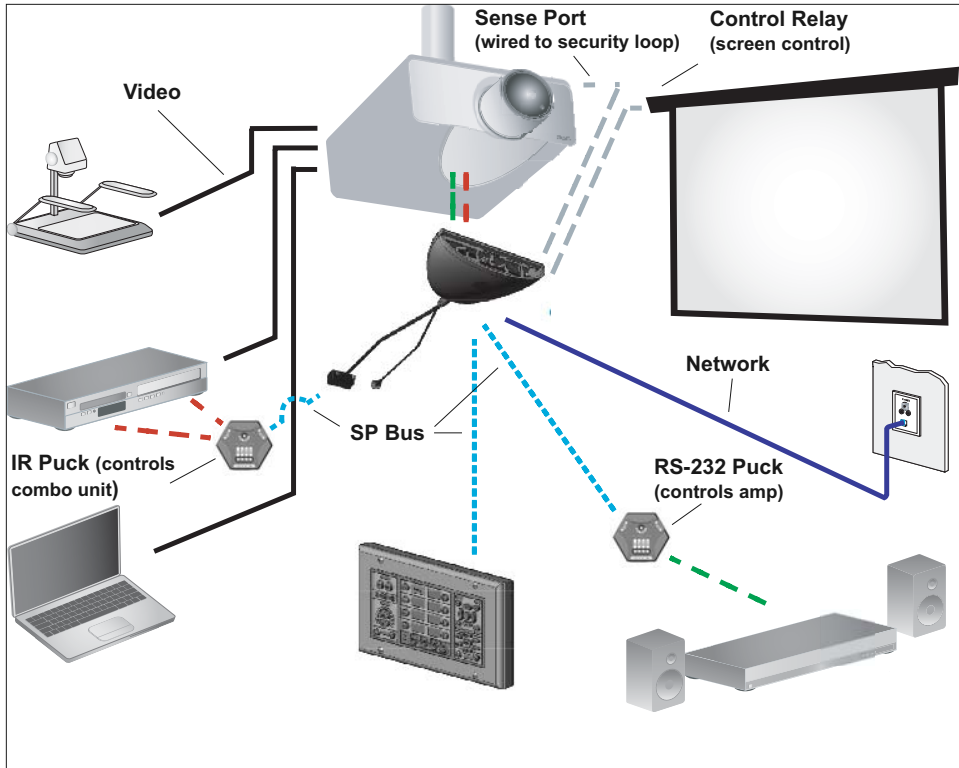 Sense Port
(wired to security loop)
Control Relay
(screen control)
Video
Network
SP Bus
IR Puck (controls
combo unit)
RS-232 Puck
(controls amp)